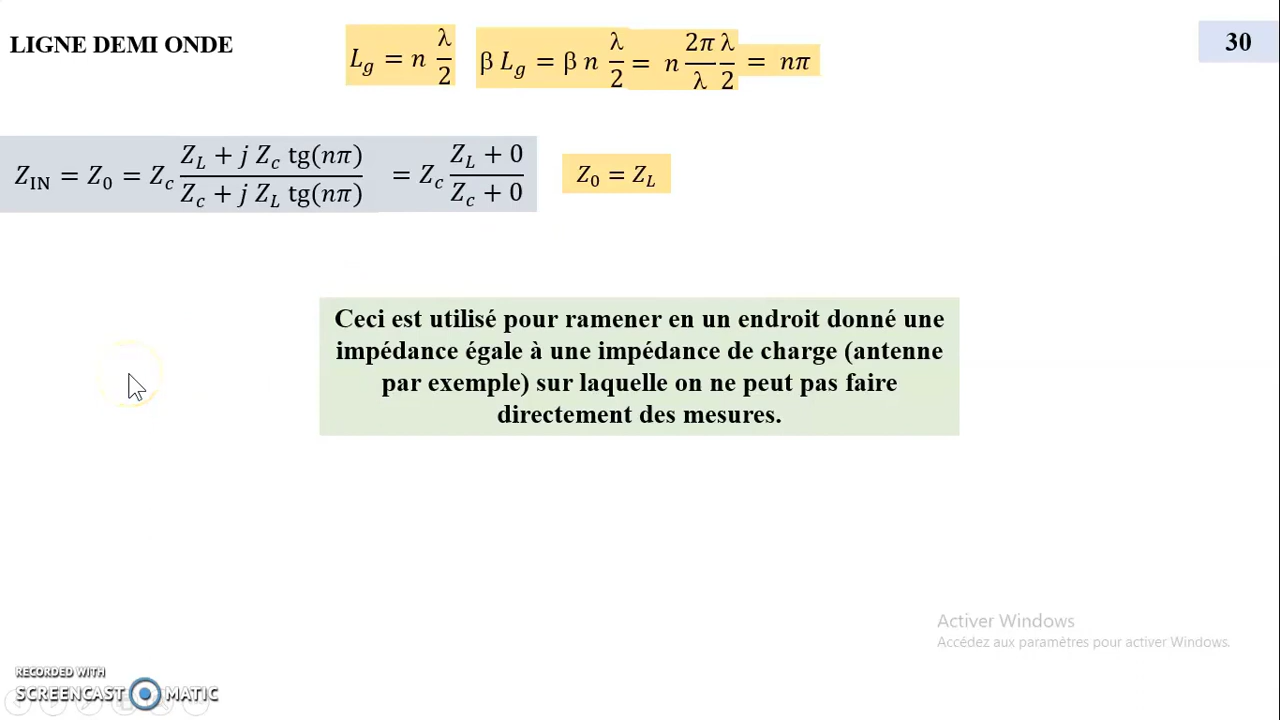 LIGNE DEMI ONDE
L_g = n λ/2
β L_g = β n λ/2 = n 2π/λ λ/2 = nπ
30
Z_IN = Z_0 = Z_c (Z_L + j Z_c tg(nπ))/(Z_c + j Z_L tg(nπ)) = Z_c (Z_L + 0)/(Z_c + 0)
Z_0 = Z_L
Ceci est utilisé pour ramener en un endroit donné une
impédance égale à une impédance de charge (antenne
par exemple) sur laquelle on ne peut pas faire
directement des mesures.
Activer Windows
Accédez aux paramètres pour activer Windows.
RECORDED WITH
SCREENCAST MATIC